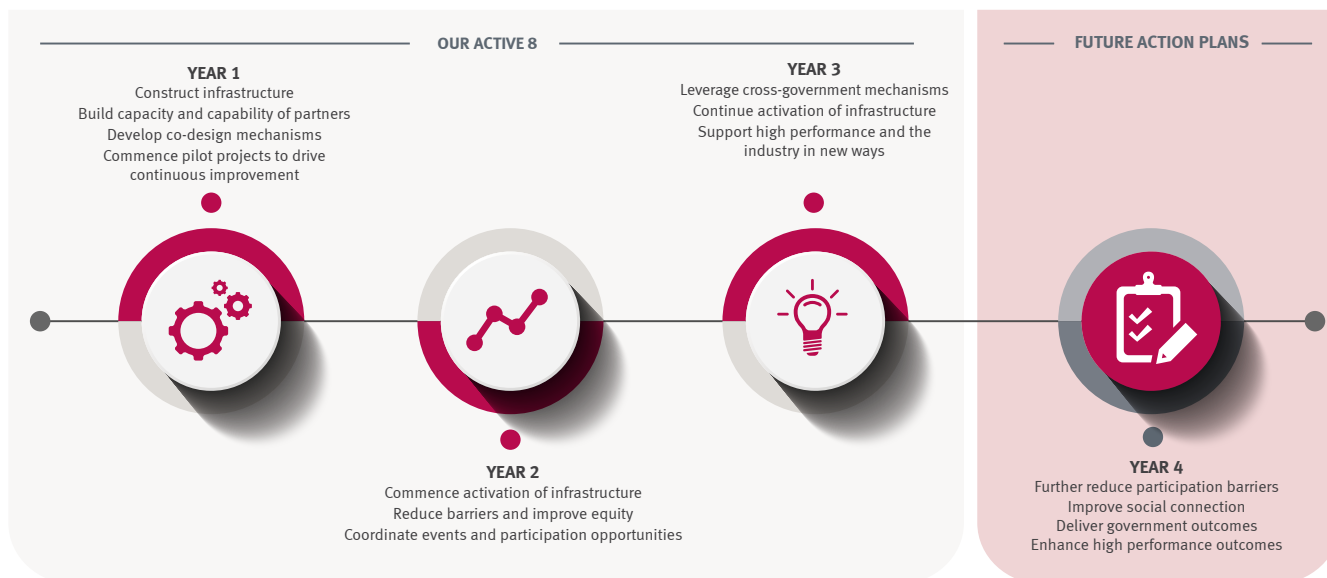 OUR ACTIVE 8
YEAR 1
Construct infrastructure
Build capacity and capability of partners
Develop co-design mechanisms
Commence pilot projects to drive
continuous improvement
YEAR 2
Commence activation of infrastructure
Reduce barriers and improve equity
Coordinate events and participation opportunities
YEAR 3
Leverage cross-government mechanisms
Continue activation of infrastructure
Support high performance and the
industry in new ways
FUTURE ACTION PLANS
YEAR 4
Further reduce participation barriers
Improve social connection
Deliver government outcomes
Enhance high performance outcomes